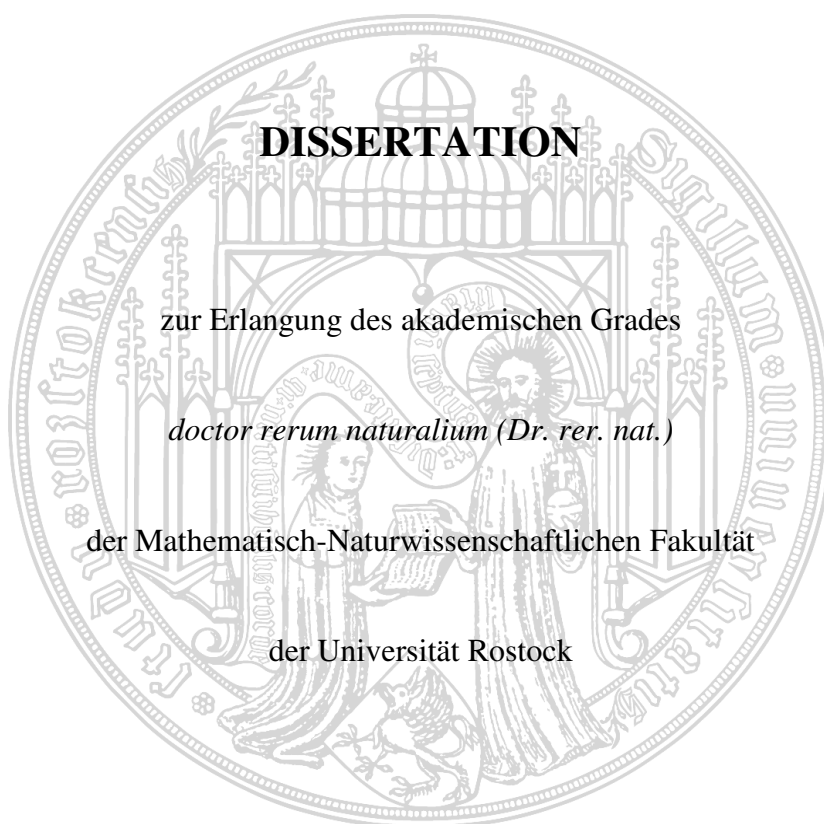 DISSERTATION
zur Erlangung des akademischen Grades
doctor rerum naturalium (Dr. rer. nat.)
der Mathematisch-Naturwissenschaftlichen Fakultät
der Universität Rostock